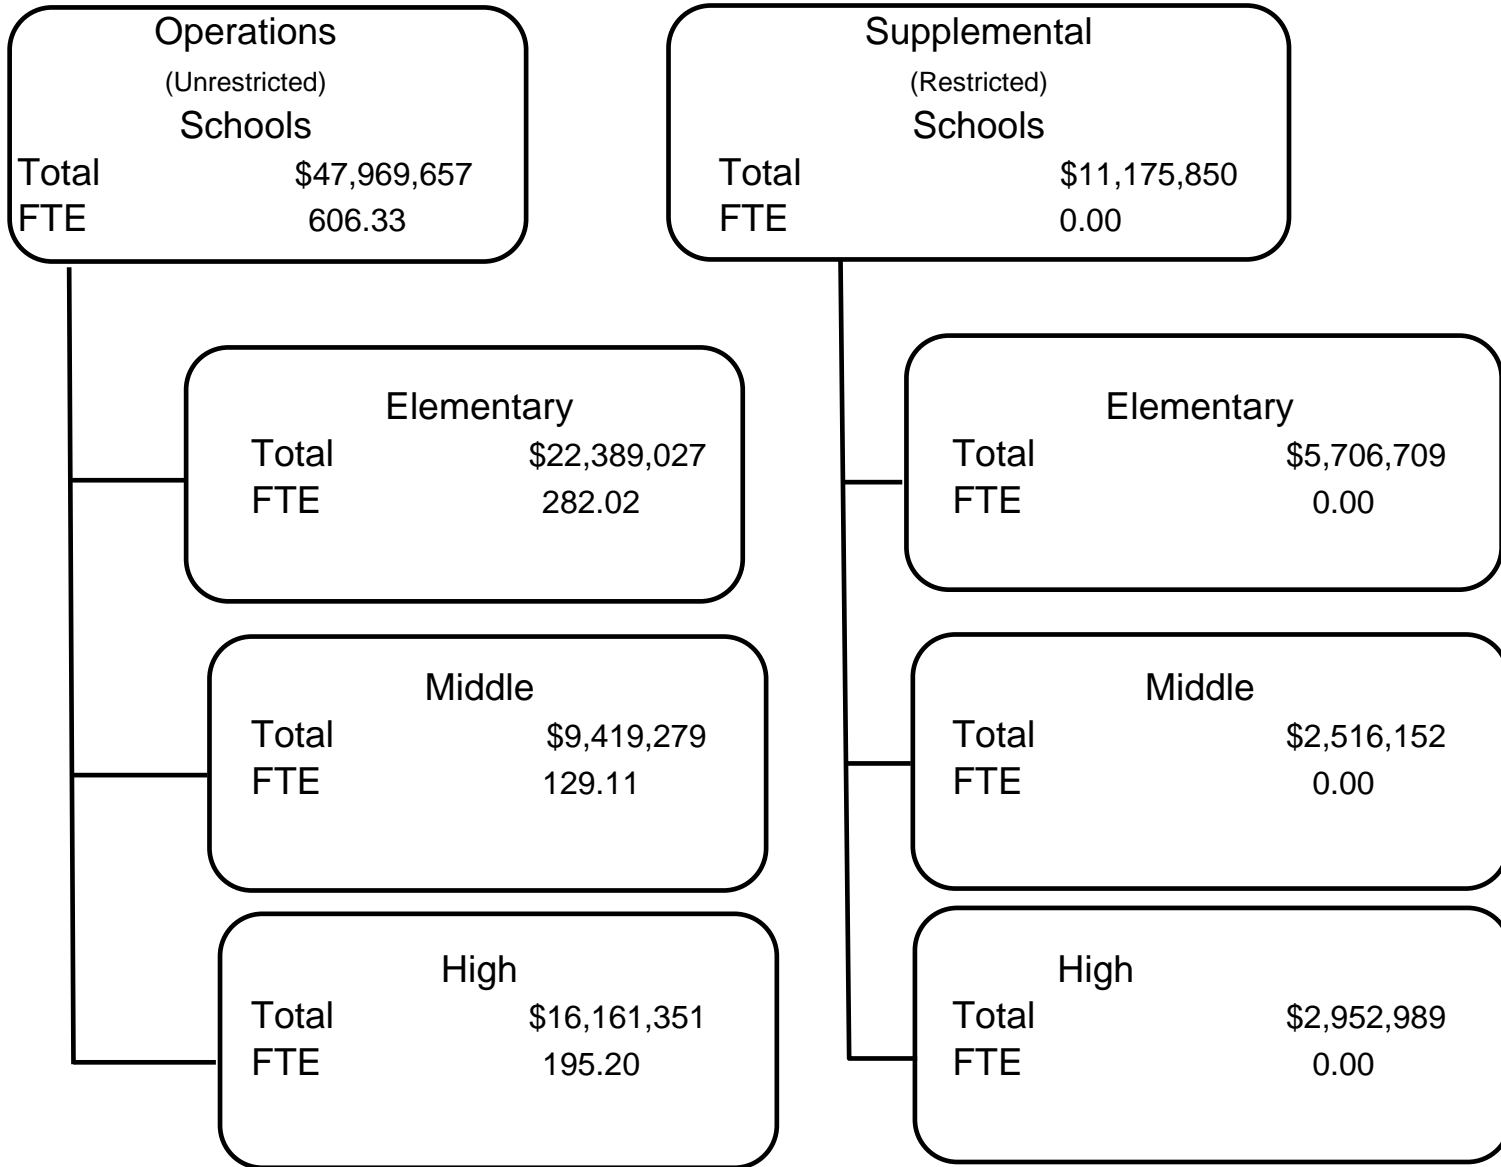 Operations
(Unrestricted)
Schools
Total $47,969,657
FTE 606.33
Supplemental
(Restricted)
Schools
Total $11,175,850
FTE 0.00
Elementary
Total $22,389,027
FTE 282.02
Elementary
Total $5,706,709
FTE 0.00
Middle
Total $9,419,279
FTE 129.11
Middle
Total $2,516,152
FTE 0.00
High
Total $16,161,351
FTE 195.20
High
Total $2,952,989
FTE 0.00